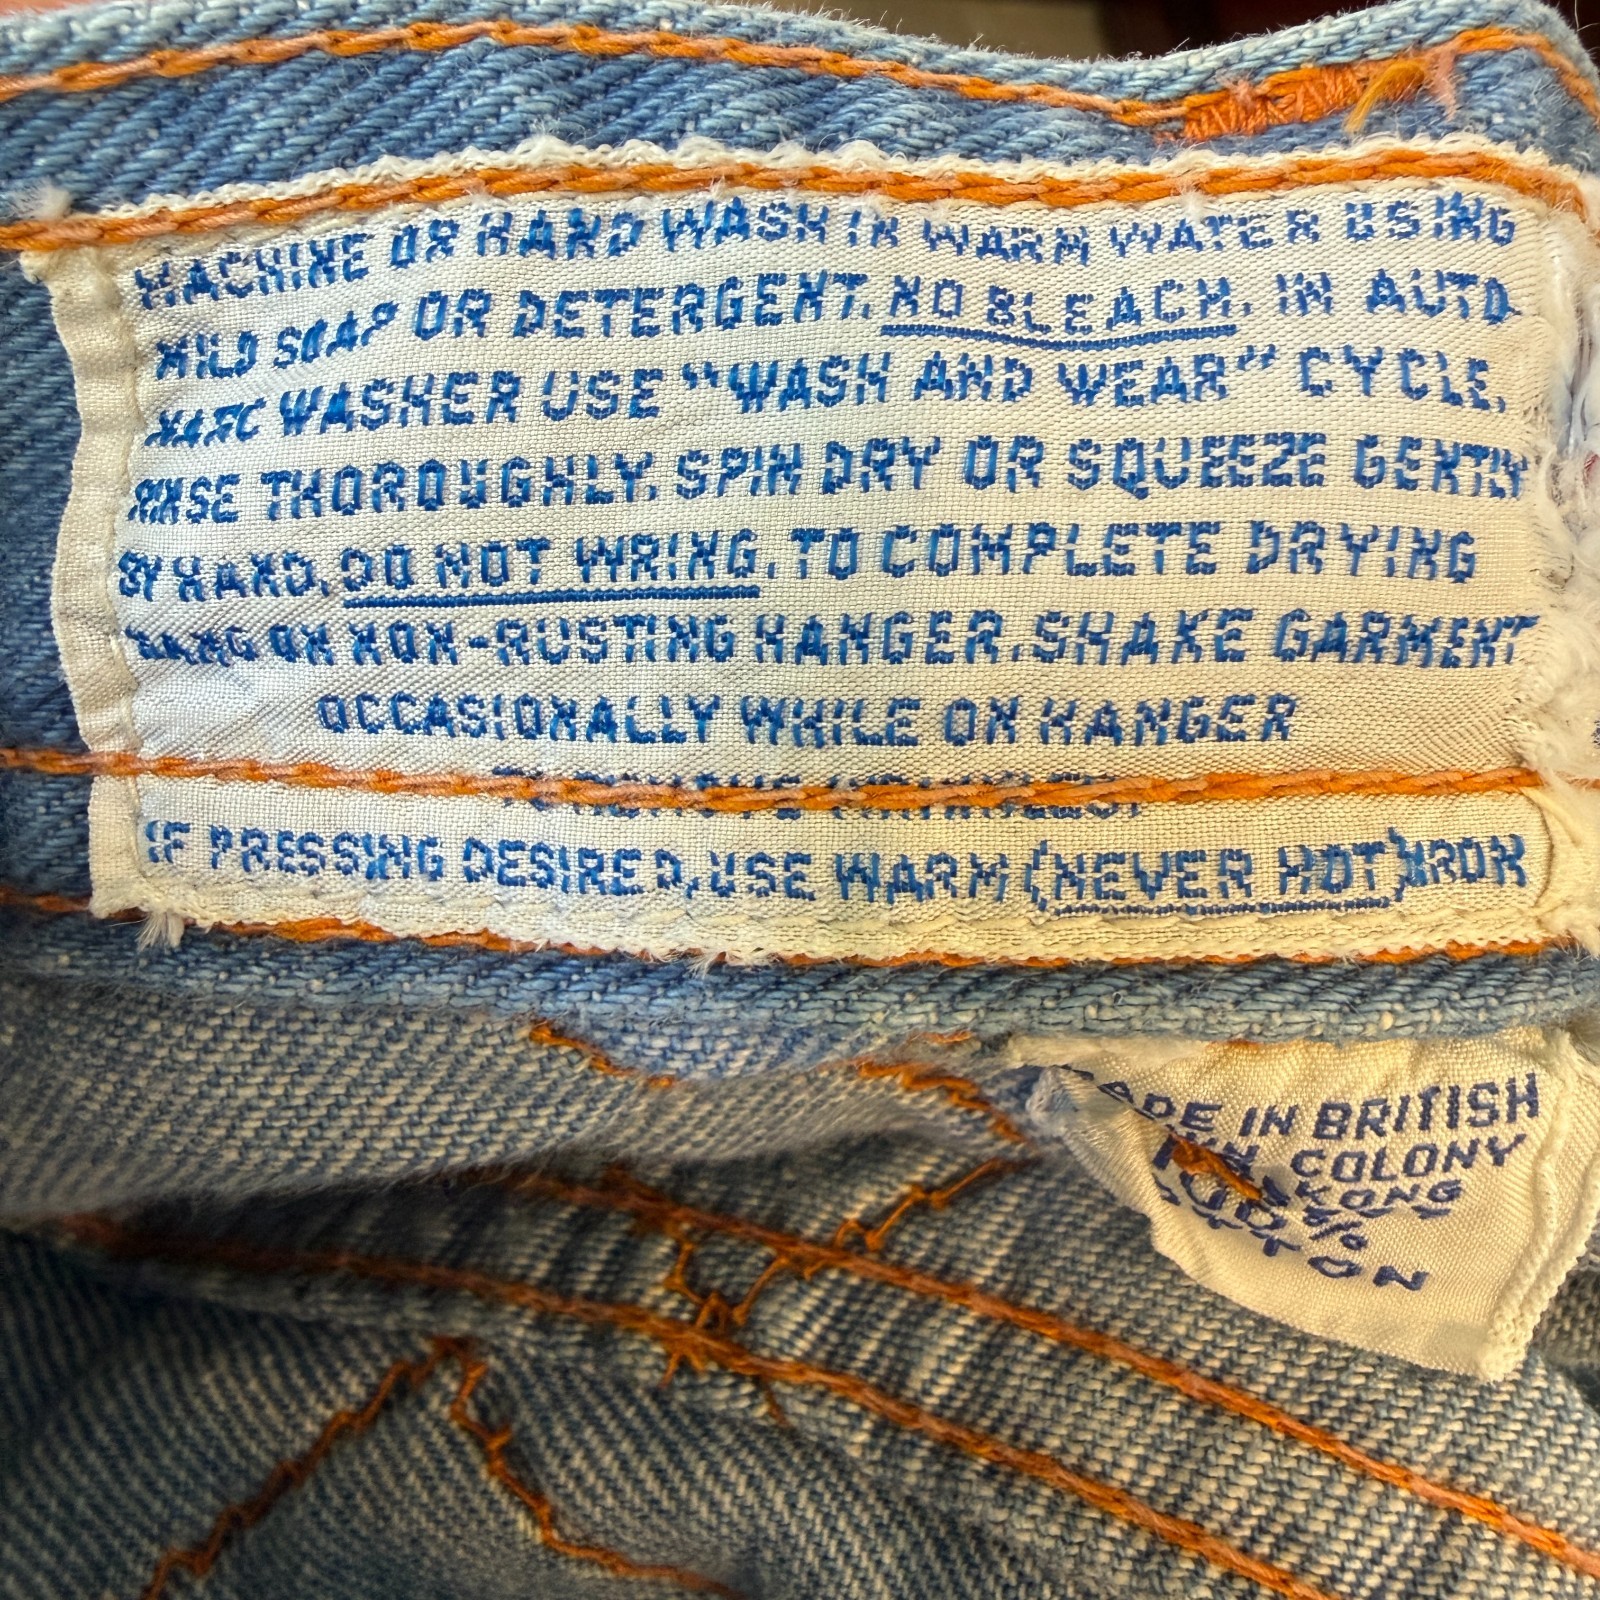 MACHINE OR HAND WASH IN WARM WATER USING
MILD SOAP OR DETERGENT. NO BLEACH. IN AUTO-
MATIC WASHER USE "WASH AND WEAR" CYCLE,
RINSE THOROUGHLY. SPIN DRY OR SQUEEZE GENTLY
BY HAND. DO NOT WRING. TO COMPLETE DRYING
HANG ON NON-RUSTING HANGER. SHAKE GARMENT
OCCASIONALLY WHILE ON HANGER
IF PRESSING DESIRED, USE WARM (NEVER HOT) IRON
MADE IN BRITISH
COLONY
KONG
100%
COTTON